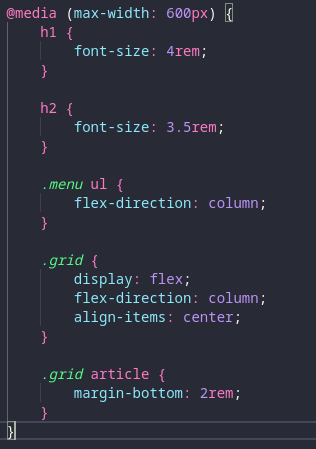 @media (max-width: 600px) {
    h1 {
        font-size: 4rem;
    }

    h2 {
        font-size: 3.5rem;
    }

    .menu ul {
        flex-direction: column;
    }

    .grid {
        display: flex;
        flex-direction: column;
        align-items: center;
    }

    .grid article {
        margin-bottom: 2rem;
    }
}